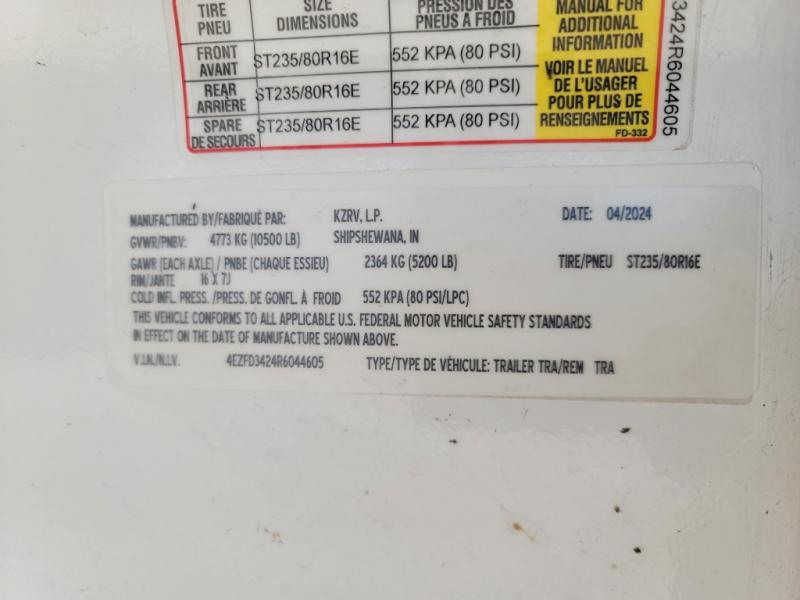 TIRE SIZE PRESSION DES MANUAL FOR
PNEU DIMENSIONS PNEUS A FROID ADDITIONAL
INFORMATION
FRONT AVANT ST235/80R16E 552 KPA (80 PSI)
REAR ARRIÈRE ST235/80R16E 552 KPA (80 PSI)
SPARE DE SECOURS ST235/80R16E 552 KPA (80 PSI)
VOIR LE MANUEL
DE L'USAGER
POUR PLUS DE
RENSEIGNEMENTS
FD-332
3424R6044605
MANUFACTURED BY/FABRIQUÉ PAR: KZRV, L.P. DATE: 04/2024
GVWR/PNBV: 4773 KG (10500 LB) SHIPSHEWANA, IN
GAWR (EACH AXLE) / PNBE (CHAQUE ESSIEU) 2364 KG (5200 LB) TIRE/PNEU ST235/80R16E
RIM/JANTE 16 X 7J
COLD INFL. PRESS. /PRESS. DE GONFL. À FROID 552 KPA (80 PSI/LPC)
THIS VEHICLE CONFORMS TO ALL APPLICABLE U.S. FEDERAL MOTOR VEHICLE SAFETY STANDARDS
IN EFFECT ON THE DATE OF MANUFACTURE SHOWN ABOVE.
V.I.N./N.I.V. 4EZFD3424R6044605 TYPE/TYPE DE VÉHICULE: TRAILER TRA/REM TRA